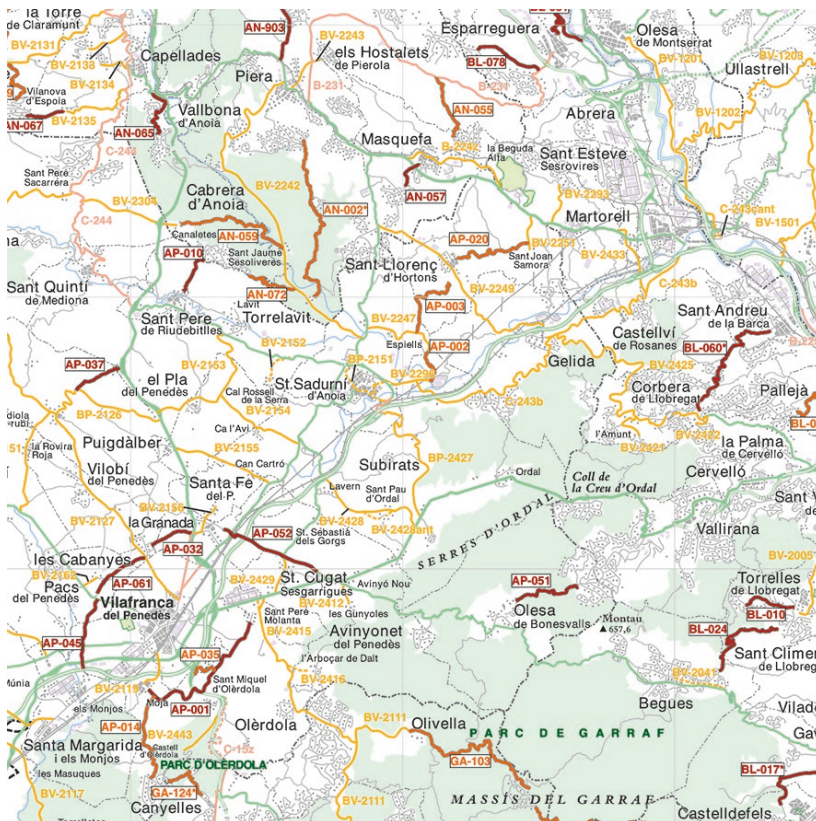 la Torre
de Claramunt
BV-2131
BV-2138
BV-2134
Capellades
AN-903
BV-2243
els Hostalets
de Pierola
Piera
B-231
Esparreguera
BL-078
B-231
Olesa
de Montserrat
BV-1201
BV-1203
Ullastrell
Vilanova
d'Espoia
AN-067
BV-2135
AN-065
Vallbona
d'Anoia
AN-055
BV-1202
Abrera
Masquefa
B-2242
la Beguda
Alta
Sant Esteve
Sesrovires
C-244
Sant Pere
Sacarrera
Cabrera
d'Anoia
BV-2242
AN-057
BV-2293
BV-2304
AN-002*
Martorell
C-243cant
BV-1501
C-244
Canaletes
AN-059
AP-020
BV-2251
BV-2433
AP-010
Sant Jaume
Sesoliveres
Sant Llorenç
d'Hortons
Sant Joan
Samora
Sant Quintí
de Mediona
Lavit
AN-072
BV-2249
C-243b
AP-003
Torrelavit
Sant Pere
de Riudebitlles
BV-2247
Sant Andreu
de la Barca
Castellví
de Rosanes
Espiells
AP-002
BL-060*
BV-2152
BP-2151
AP-037
BV-2153
Gelida
BV-2425
el Pla
del Penedès
St.Sadurní
d'Anoia
Cal Rossell
de la Serra
Corbera
de Llobregat
Pallejà
BP-2126
BV-2154
C-243b
Ca l'Avi
l'Amunt
BV-2421
BV-2422
la Rovira
Roja
Puigdàlber
BV-2155
la Palma
de Cervelló
Vilobí
del Penedès
Can Cartró
Subirats
BP-2427
Cervelló
Santa Fè
del P.
Lavern
Sant Pau
d'Ordal
Ordal
Coll de
la Creu d'Ordal
la Granada
BV-2127
BV-2428
BV-2428ant
AP-052
St. Sebastià
dels Gorgs
Vallirana
SERRES D'ORDAL
AP-032
les Cabanyes
BV-2005
BV-2162
AP-061
BV-2429
St. Cugat
Sesgarrigues
Avinyó Nou
Pacs
del Penedès
AP-051
Torrelles
de Llobregat
Vilafranca
del Penedès
BV-2412
les Gúnyoles
Olesa
de Bonesvalls
BL-010
Sant Pere
Molanta
Avinyonet
del Penedès
Montau
657,6
BL-024
BV-2415
AP-045
AP-035
l'Arboçar de Dalt
Sant Miquel
d'Olèrdola
BV-2119
BV-2416
BV-2041
Begues
els Monjos
Moja
AP-001
AP-014
BV-2443
Olèrdola
BV-2111
Olivella
PARC DE GARRAF
Santa Margarida
i els Monjos
Castell
d'Olèrdola
C-15z
PARC D'OLÈRDOLA
GA-103
les Masuques
BL-017*
BV-2117
GA-124*
BV-2111
MASSÍS DEL GARRAF
Canyelles
Castelldefels